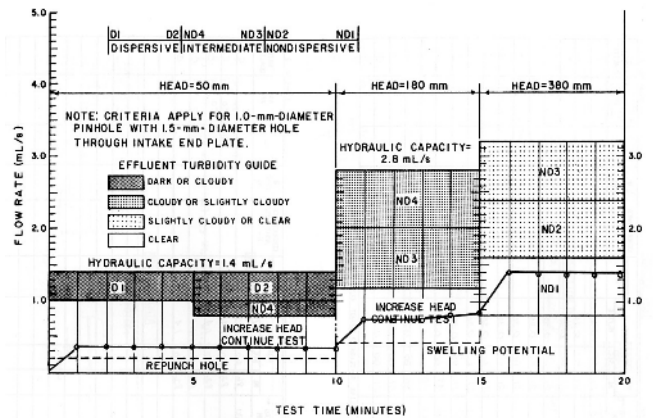 5.0
D1 D2 ND4 ND3 ND2 ND1
DISPERSIVE INTERMEDIATE NONDISPERSIVE
4.0
HEAD=50 mm
HEAD=180 mm
HEAD=380 mm
NOTE: CRITERIA APPLY FOR 1.0-mm-DIAMETER
PINHOLE WITH 1.5-mm-DIAMETER HOLE
THROUGH INTAKE END PLATE.
HYDRAULIC CAPACITY=
2.8 mL/s
EFFLUENT TURBIDITY GUIDE
DARK OR CLOUDY
CLOUDY OR SLIGHTLY CLOUDY
SLIGHTLY CLOUDY OR CLEAR
CLEAR
FLOW RATE (mL/s)
3.0
3.0
ND3
ND4
2.0
2.0
ND2
ND3
HYDRAULIC CAPACITY=1.4 mL/s
D1
D2
ND4
1.0
1.0
ND1
INCREASE HEAD
CONTINUE TEST
INCREASE HEAD
CONTINUE TEST
REPUNCH HOLE
SWELLING POTENTIAL
0
5
10
15
20
TEST TIME (MINUTES)